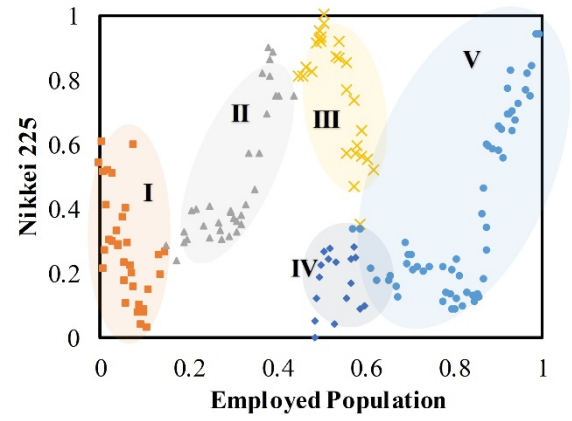 1
0.8
0.6
0.4
0.2
0
Nikkei 225
I
II
III
IV
V
0 0.2 0.4 0.6 0.8 1
Employed Population